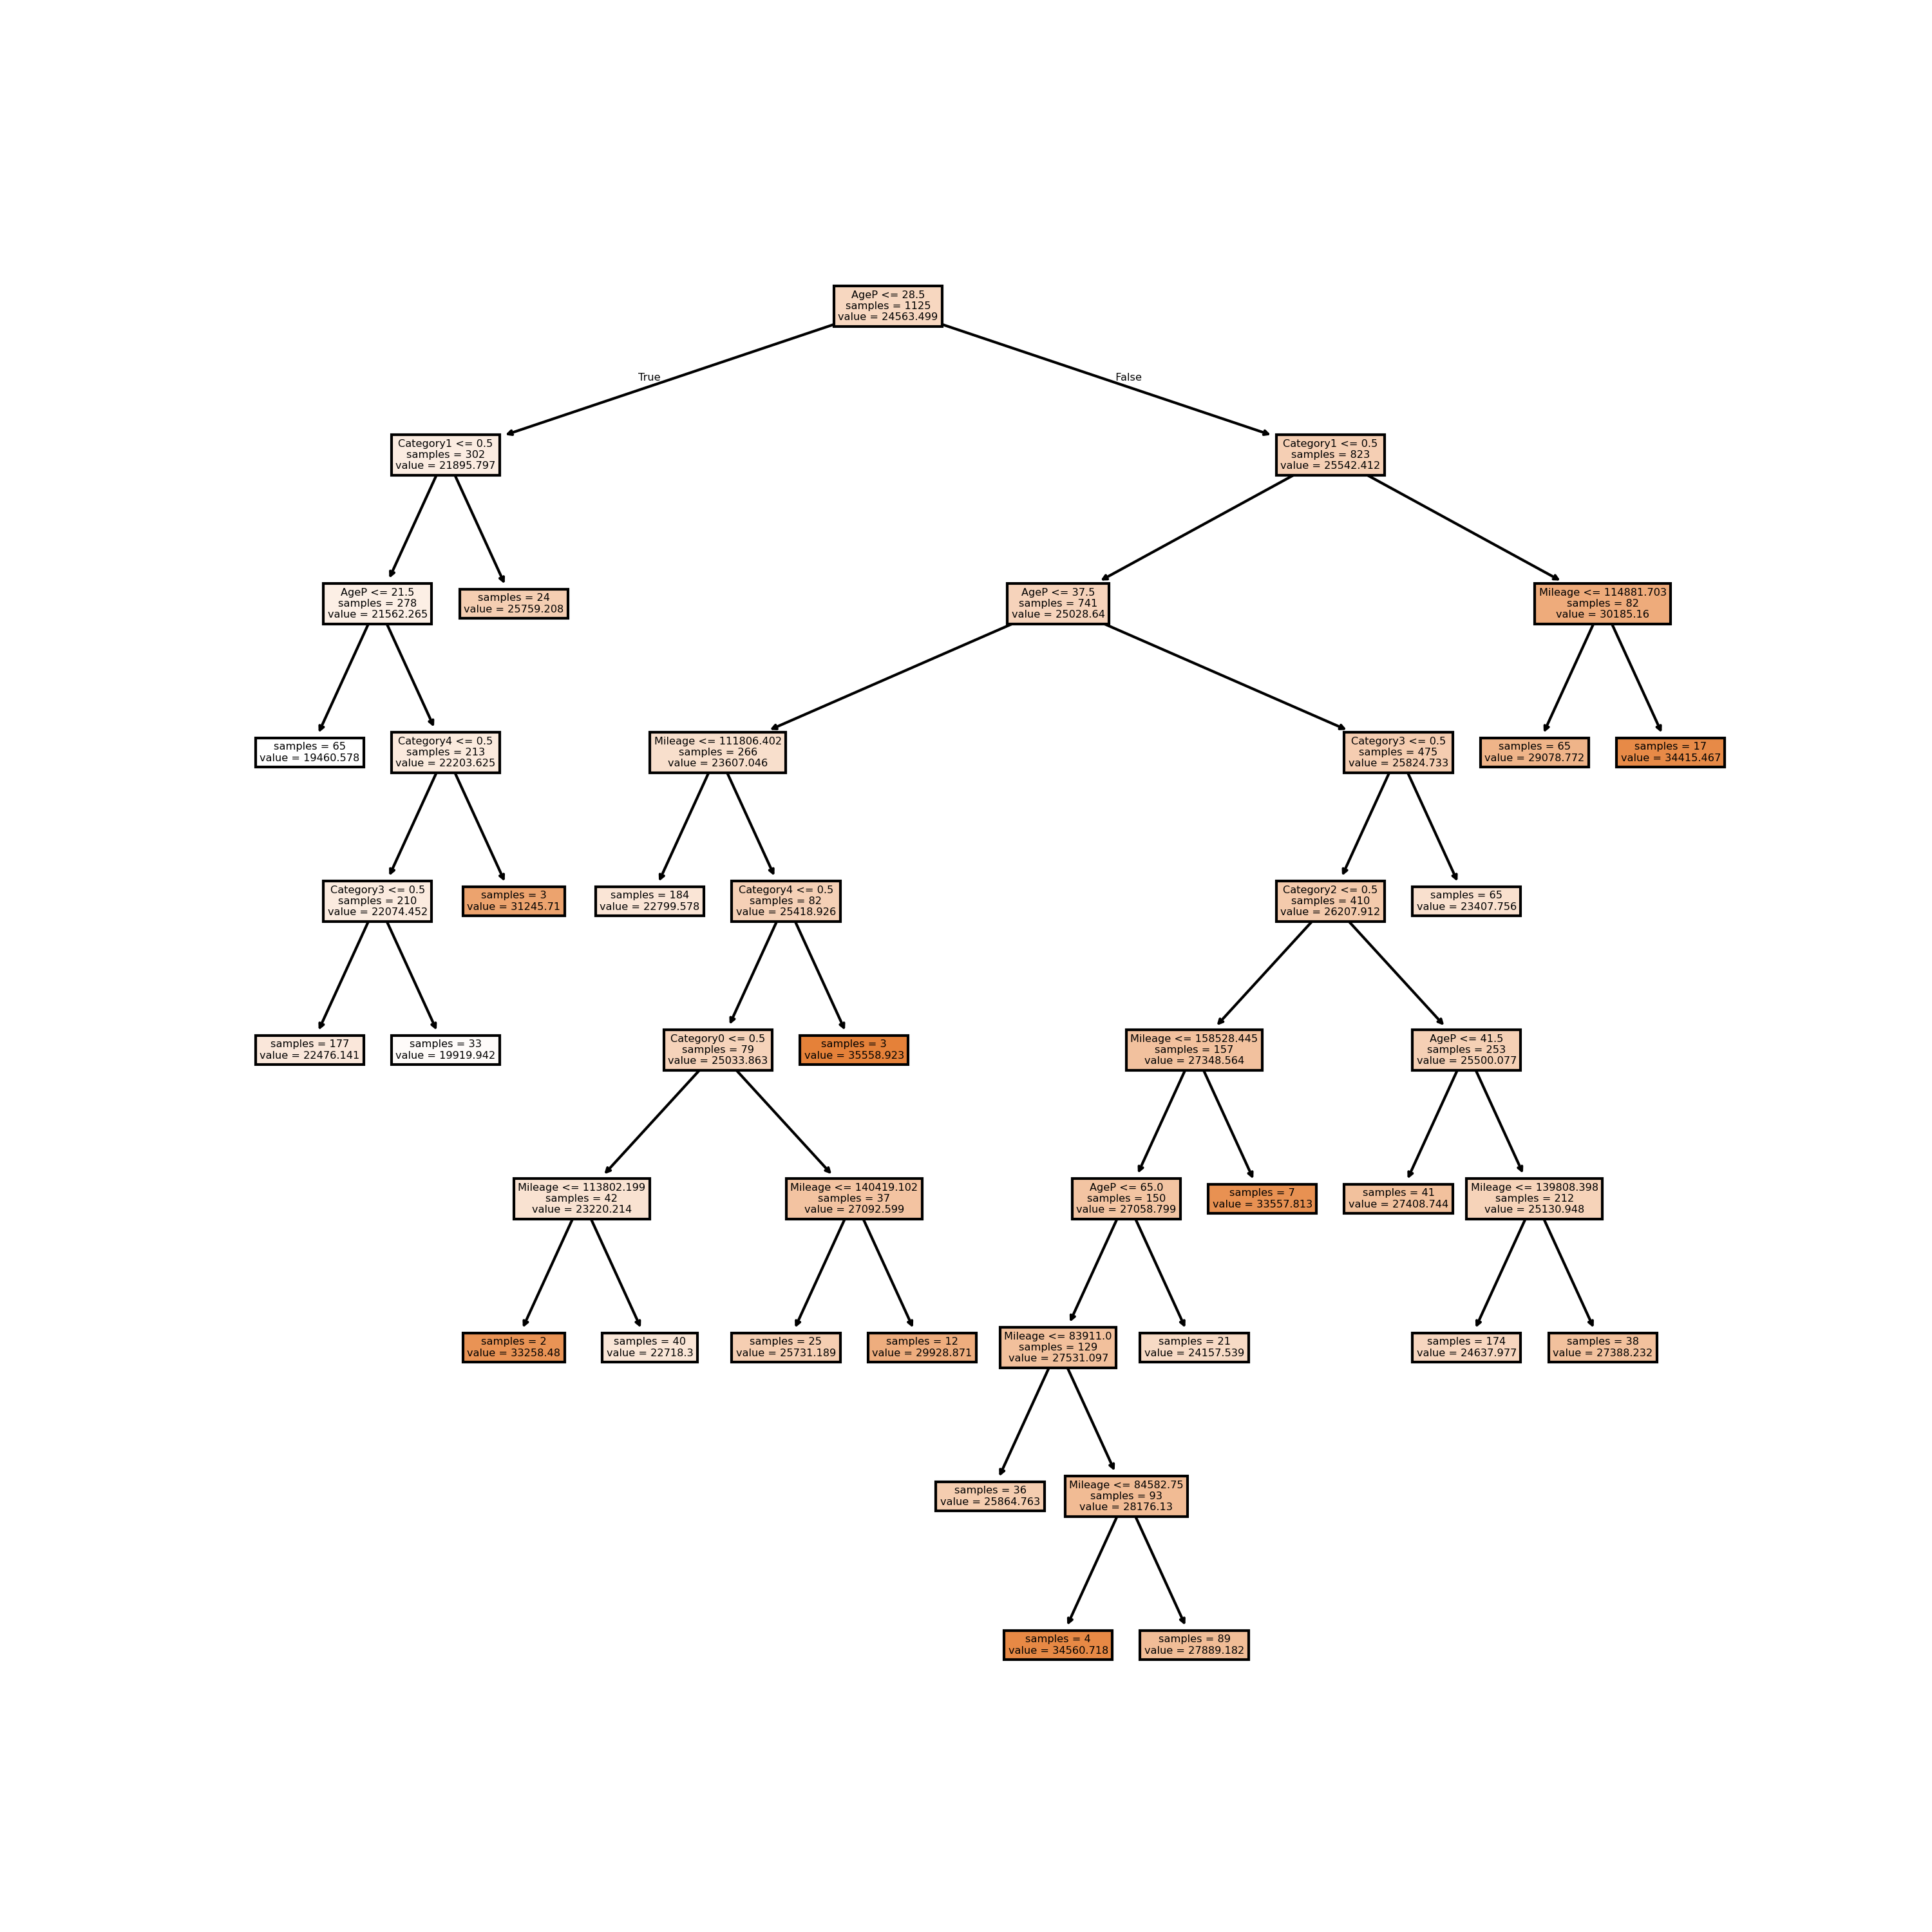 AgeP <= 28.5
samples = 1125
value = 24563.499
True
False
Category1 <= 0.5
samples = 302
value = 21895.797
Category1 <= 0.5
samples = 823
value = 25542.412
AgeP <= 21.5
samples = 278
value = 21562.265
samples = 24
value = 25759.208
AgeP <= 37.5
samples = 741
value = 25028.64
Mileage <= 114881.703
samples = 82
value = 30185.16
samples = 65
value = 19460.578
Category4 <= 0.5
samples = 213
value = 22203.625
Mileage <= 111806.402
samples = 266
value = 23607.046
Category3 <= 0.5
samples = 475
value = 25824.733
samples = 65
value = 29078.772
samples = 17
value = 34415.467
Category3 <= 0.5
samples = 210
value = 22074.452
samples = 3
value = 31245.71
samples = 184
value = 22799.578
Category4 <= 0.5
samples = 82
value = 25418.926
Category2 <= 0.5
samples = 410
value = 26207.912
samples = 65
value = 23407.756
samples = 177
value = 22476.141
samples = 33
value = 19919.942
Category0 <= 0.5
samples = 79
value = 25033.863
samples = 3
value = 35558.923
Mileage <= 158528.445
samples = 157
value = 27348.564
AgeP <= 41.5
samples = 253
value = 25500.077
Mileage <= 113802.199
samples = 42
value = 23220.214
Mileage <= 140419.102
samples = 37
value = 27092.599
AgeP <= 65.0
samples = 150
value = 27058.799
samples = 7
value = 33557.813
samples = 41
value = 27408.744
Mileage <= 139808.398
samples = 212
value = 25130.948
samples = 2
value = 33258.48
samples = 40
value = 22718.3
samples = 25
value = 25731.189
samples = 12
value = 29928.871
Mileage <= 83911.0
samples = 129
value = 27531.097
samples = 21
value = 24157.539
samples = 174
value = 24637.977
samples = 38
value = 27388.232
samples = 36
value = 25864.763
Mileage <= 84582.75
samples = 93
value = 28176.13
samples = 4
value = 34560.718
samples = 89
value = 27889.182